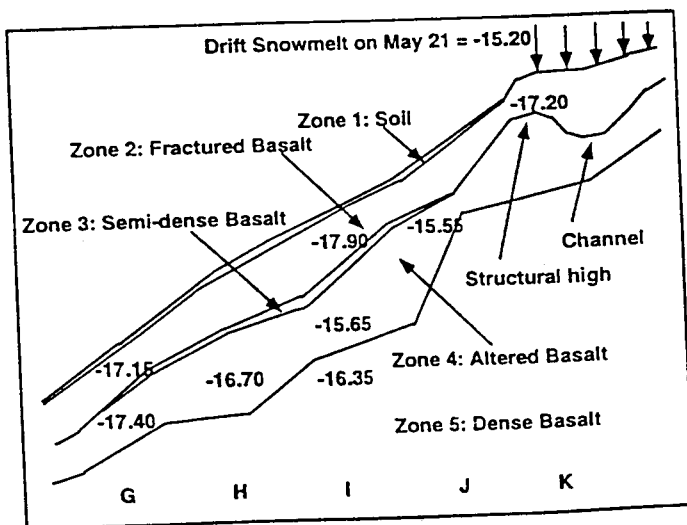 Drift Snowmelt on May 21 = -15.20
-17.20
Zone 1: Soil
Zone 2: Fractured Basalt
Zone 3: Semi-dense Basalt
-17.90
-15.55
Channel
Structural high
-15.65
Zone 4: Altered Basalt
-17.15
-16.70
-16.35
-17.40
Zone 5: Dense Basalt
G H I J K